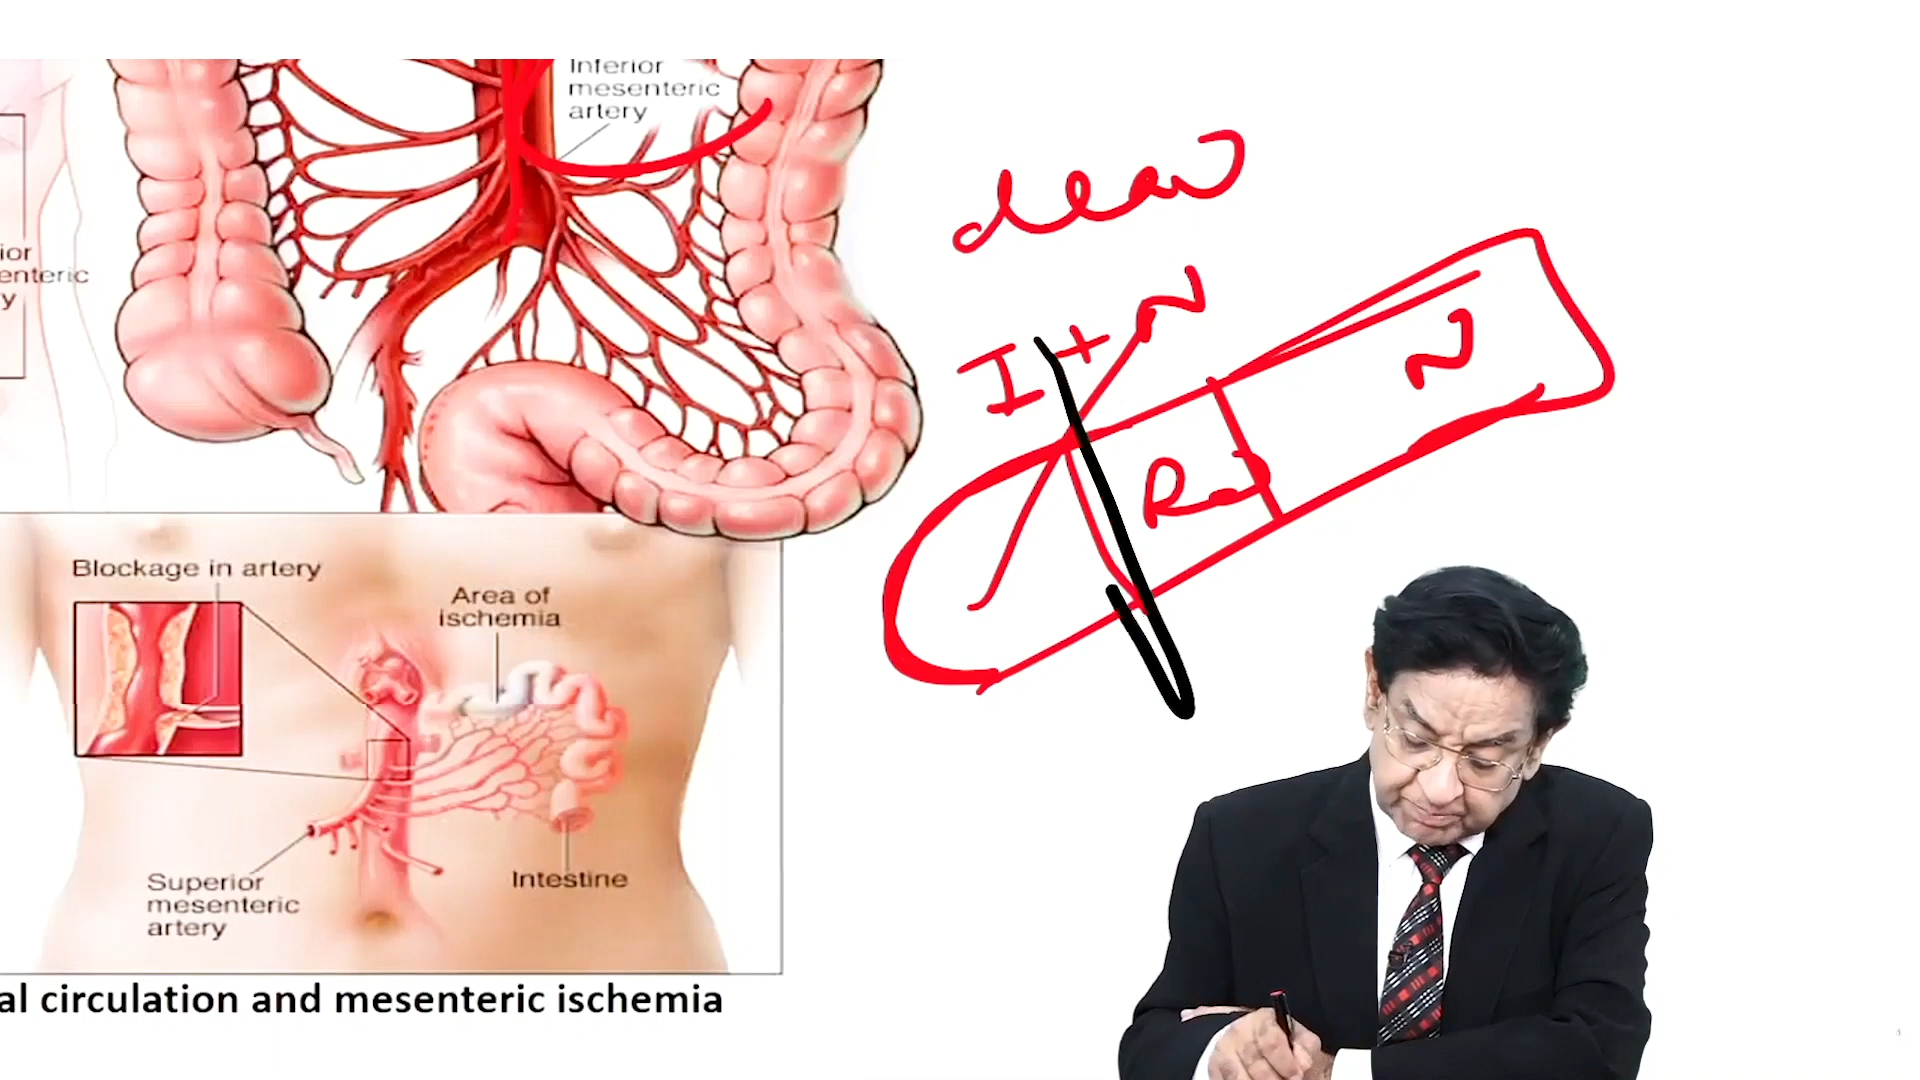 Inferior
mesenteric
artery
ior
enteric
y
dead
I + N
N
Blockage in artery
Area of
ischemia
Superior
mesenteric
artery
Intestine
al circulation and mesenteric ischemia